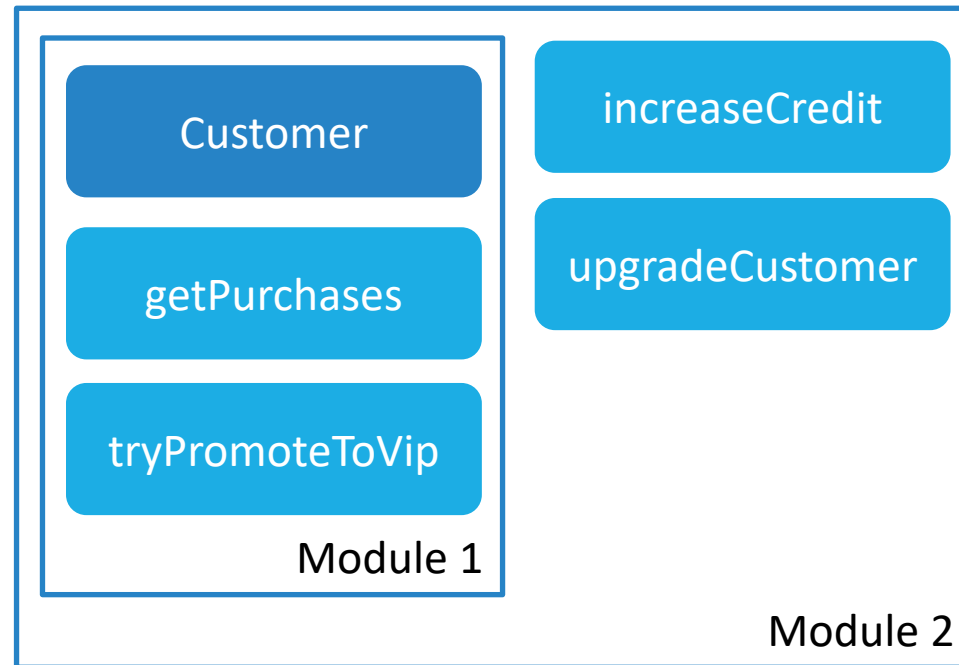 Customer
getPurchases
tryPromoteToVip
Module 1
increaseCredit
upgradeCustomer
Module 2